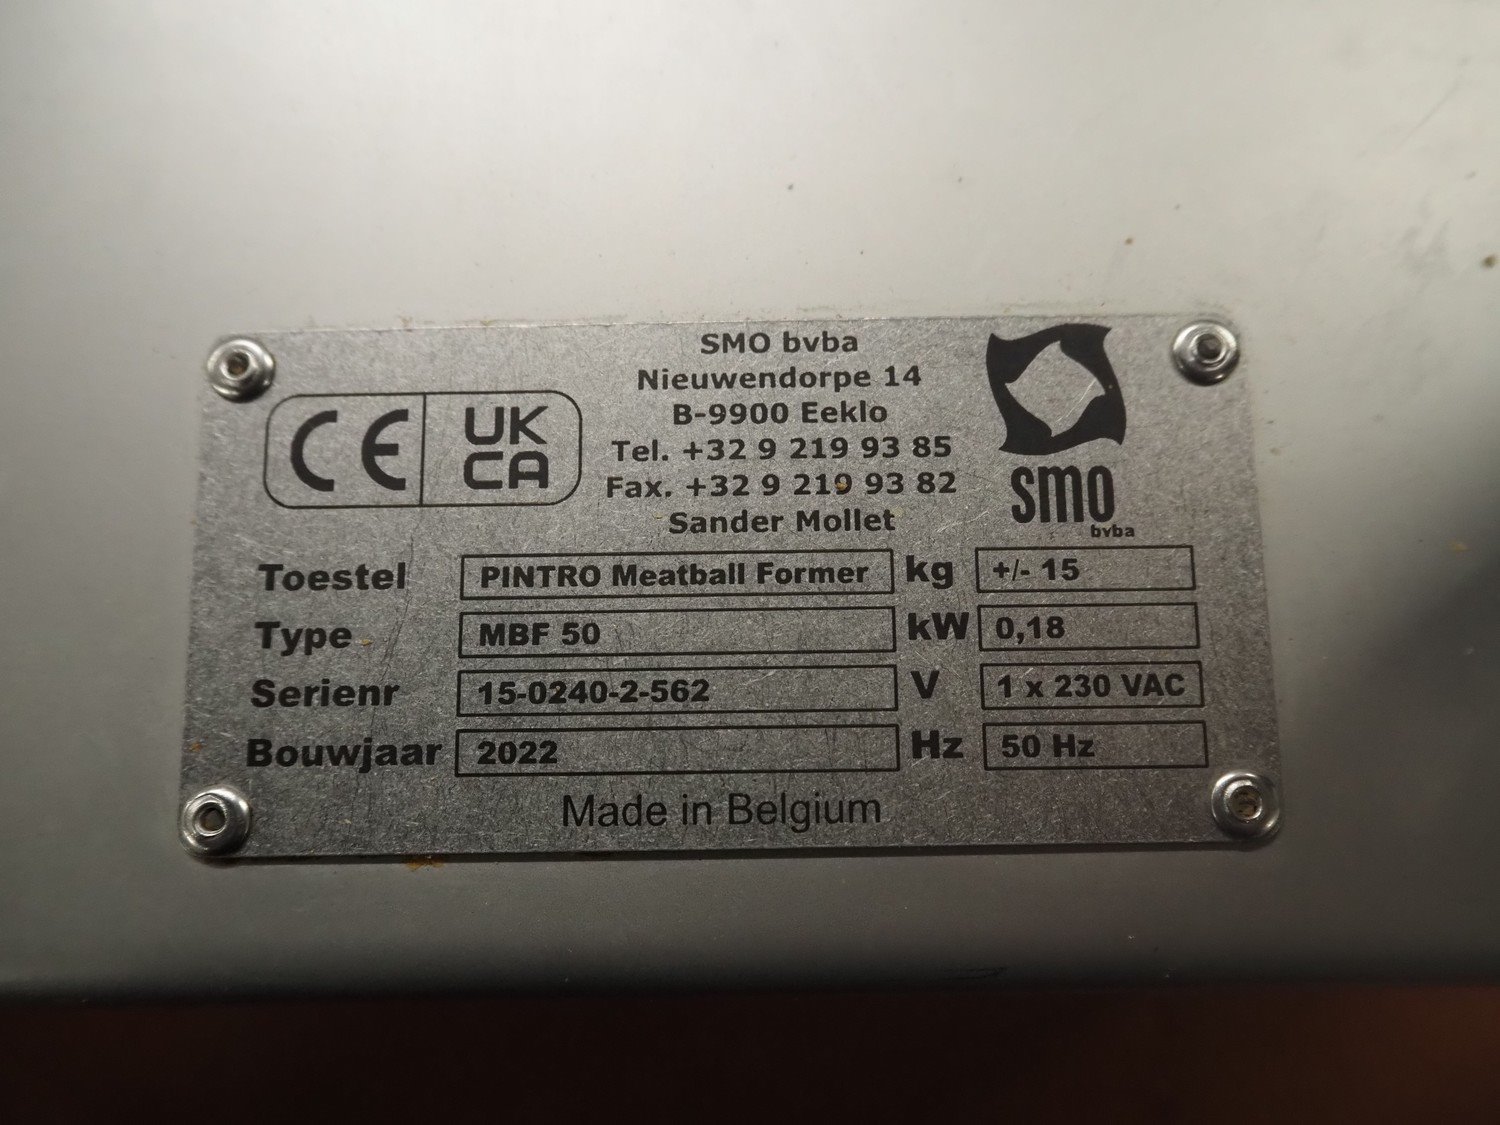 SMO bvba
Nieuwendorpe 14
B-9900 Eeklo
Tel. +32 9 219 93 85
Fax. +32 9 219 93 82
Sander Mollet
CE UK CA
smo
bvba
Toestel PINTRO Meatball Former kg +/- 15
Type MBF 50 kW 0,18
Serienr 15-0240-2-562 V 1 x 230 VAC
Bouwjaar 2022 Hz 50 Hz
Made in Belgium